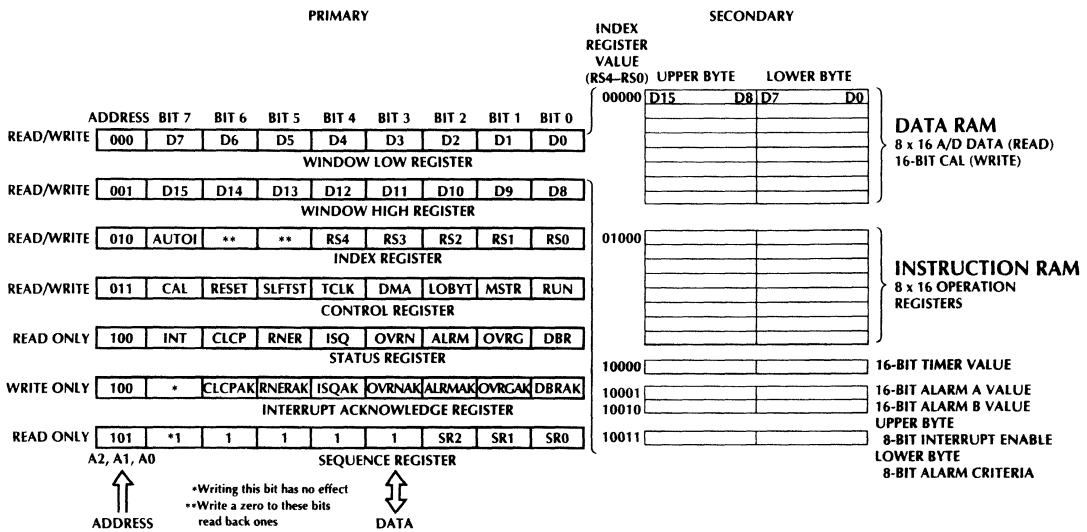 PRIMARY
SECONDARY
INDEX
REGISTER
VALUE
(RS4–RS0) UPPER BYTE LOWER BYTE
00000 D15 D8 D7 D0
ADDRESS BIT 7 BIT 6 BIT 5 BIT 4 BIT 3 BIT 2 BIT 1 BIT 0
READ/WRITE 000 D7 D6 D5 D4 D3 D2 D1 D0
WINDOW LOW REGISTER
READ/WRITE 001 D15 D14 D13 D12 D11 D10 D9 D8
WINDOW HIGH REGISTER
READ/WRITE 010 AUTOI ** ** RS4 RS3 RS2 RS1 RS0
INDEX REGISTER
READ/WRITE 011 CAL RESET SLFTST TCLK DMA LOBYT MSTR RUN
CONTROL REGISTER
READ ONLY 100 INT CLCP RNER ISQ OVRN ALRM OVRG DBR
STATUS REGISTER
WRITE ONLY 100 * CLCPAK RNERAK ISQAK OVRNAK ALRMAK OVRGAK DBRAK
INTERRUPT ACKNOWLEDGE REGISTER
READ ONLY 101 *1 1 1 1 1 SR2 SR1 SR0
A2, A1, A0 SEQUENCE REGISTER
*Writing this bit has no effect
**Write a zero to these bits
read back ones
ADDRESS
DATA
DATA RAM
8 x 16 A/D DATA (READ)
16-BIT CAL (WRITE)
01000
INSTRUCTION RAM
8 x 16 OPERATION
REGISTERS
10000 16-BIT TIMER VALUE
10001 16-BIT ALARM A VALUE
10010 16-BIT ALARM B VALUE
UPPER BYTE
10011 8-BIT INTERRUPT ENABLE
LOWER BYTE
8-BIT ALARM CRITERIA